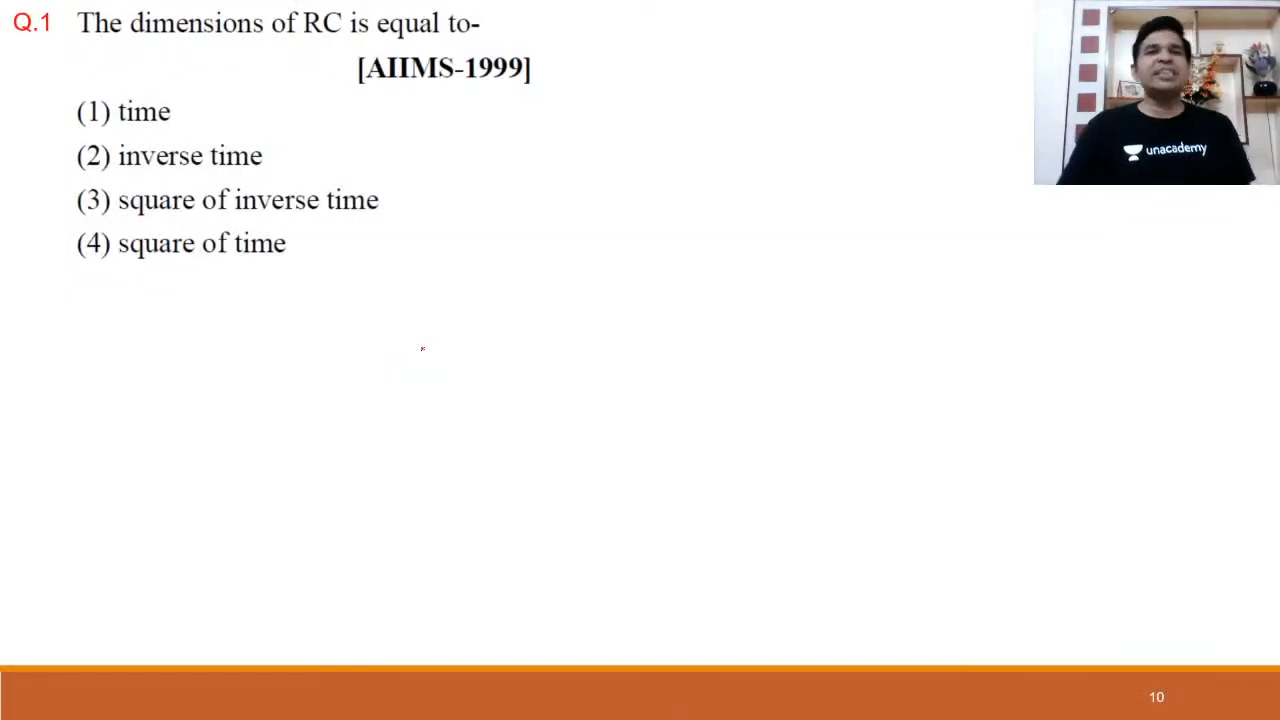 Q.1 The dimensions of RC is equal to-
[AIIMS-1999]
(1) time
(2) inverse time
(3) square of inverse time
(4) square of time
unacademy
10